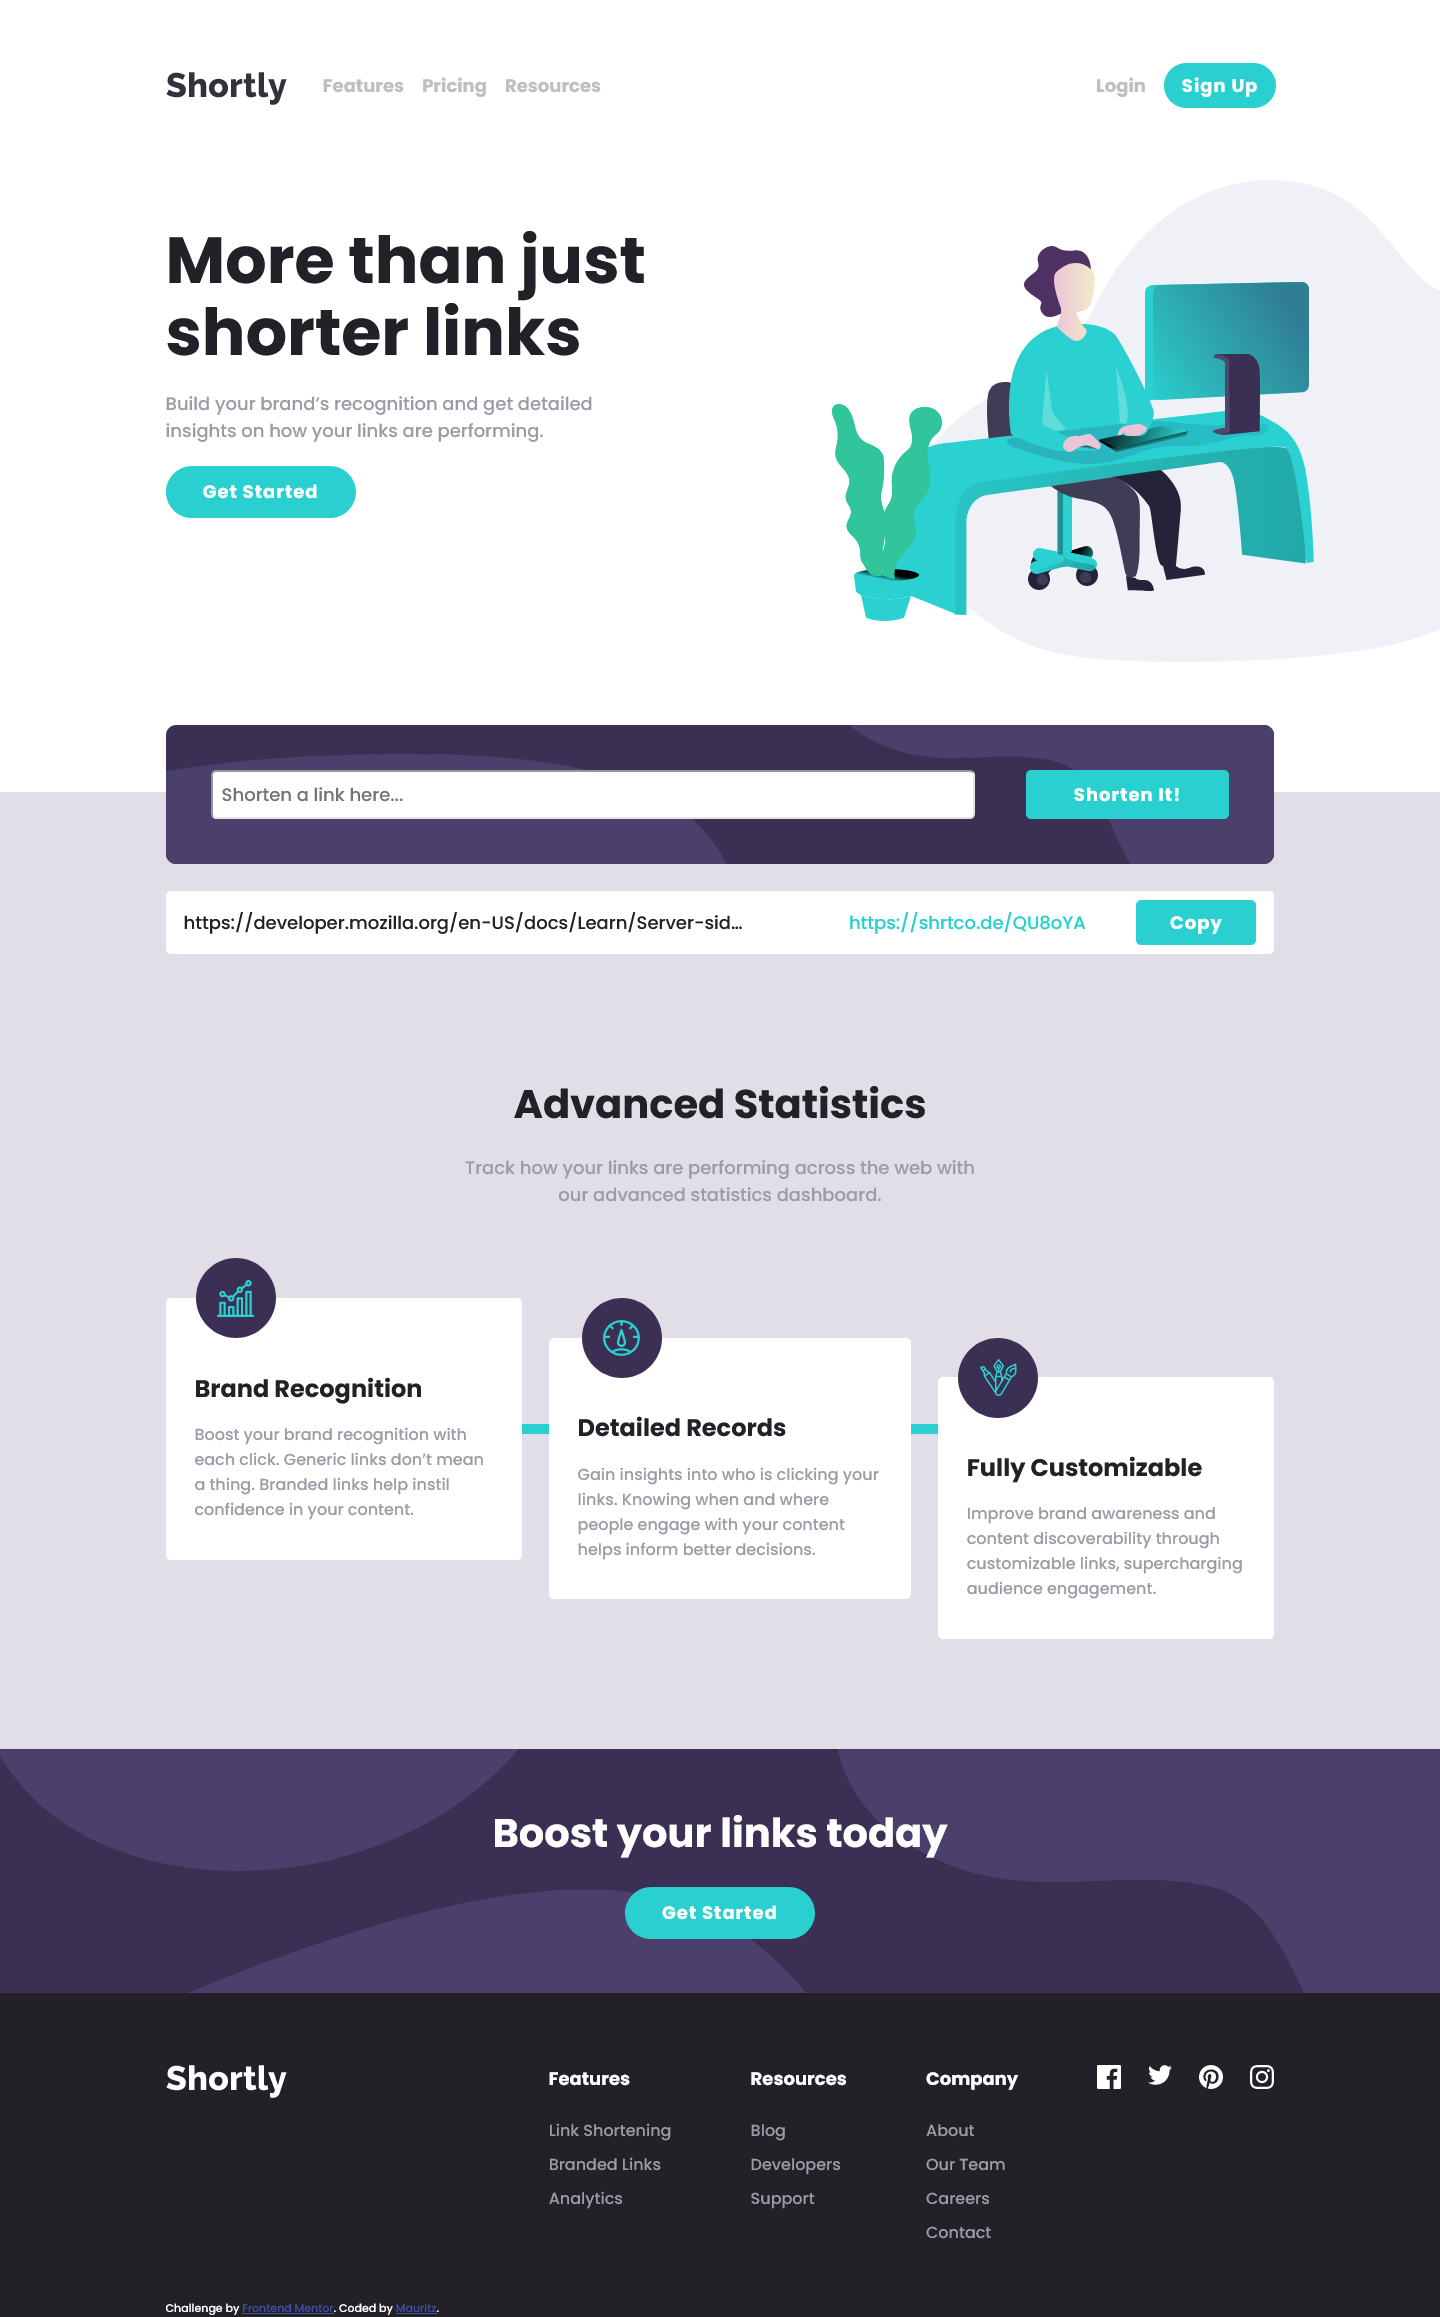 Shortly Features Pricing Resources Login Sign Up
More than just
shorter links
Build your brand’s recognition and get detailed
insights on how your links are performing.
Get Started
Shorten a link here...
Shorten It!
https://developer.mozilla.org/en-US/docs/Learn/Server-sid...
https://shrtco.de/QU8oYA
Copy
Advanced Statistics
Track how your links are performing across the web with
our advanced statistics dashboard.
Brand Recognition
Boost your brand recognition with
each click. Generic links don’t mean
a thing. Branded links help instil
confidence in your content.
Detailed Records
Gain insights into who is clicking your
links. Knowing when and where
people engage with your content
helps inform better decisions.
Fully Customizable
Improve brand awareness and
content discoverability through
customizable links, supercharging
audience engagement.
Boost your links today
Get Started
Shortly
Features
Link Shortening
Branded Links
Analytics
Resources
Blog
Developers
Support
Company
About
Our Team
Careers
Contact
Challenge by Frontend Mentor. Coded by Mauritz.